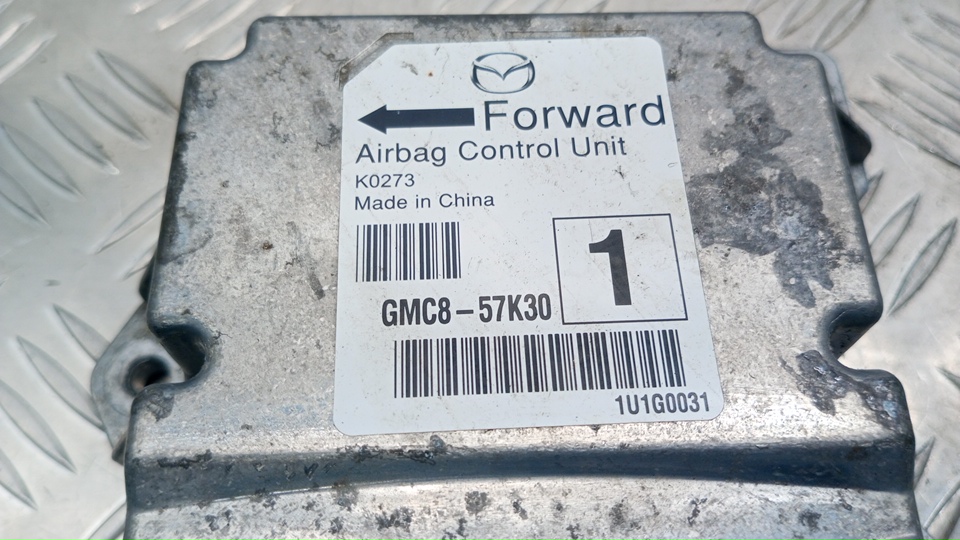 Forward
Airbag Control Unit
K0273
Made in China
1
GMC8-57K30
1U1G0031